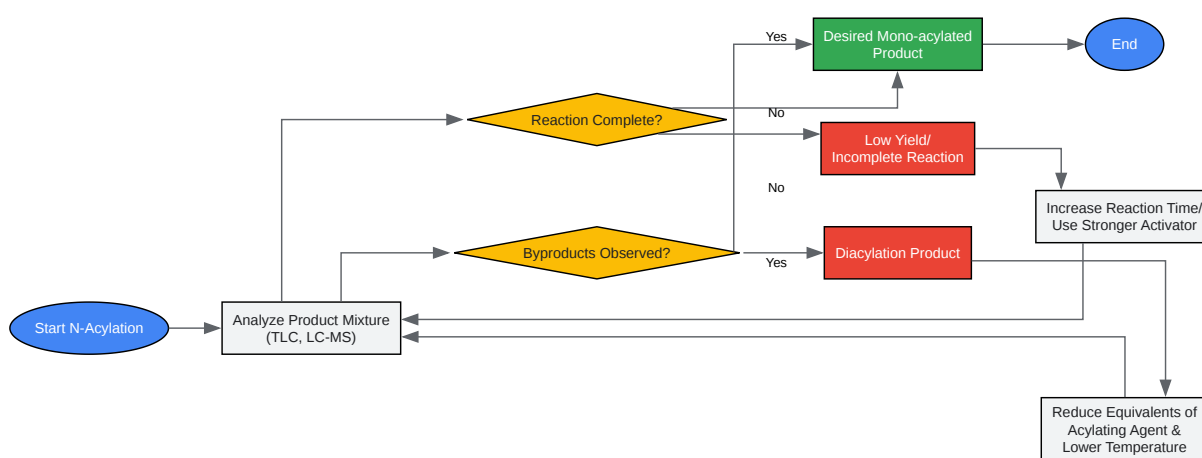 Desired Mono-acylated
Product
End
Yes
Reaction Complete?
No
Low Yield/
Incomplete Reaction
No
Increase Reaction Time/
Use Stronger Activator
Byproducts Observed?
Yes
Diacylation Product
Start N-Acylation
Analyze Product Mixture
(TLC, LC-MS)
Reduce Equivalents of
Acylating Agent &
Lower Temperature